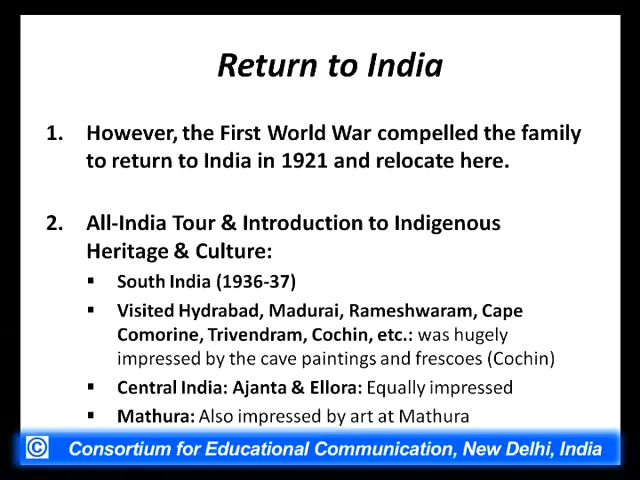 Return to India
1. However, the First World War compelled the family
to return to India in 1921 and relocate here.
2. All-India Tour & Introduction to Indigenous
Heritage & Culture:
▪ South India (1936-37)
▪ Visited Hydrabad, Madurai, Rameshwaram, Cape
Comorine, Trivendram, Cochin, etc.: was hugely
impressed by the cave paintings and frescoes (Cochin)
▪ Central India: Ajanta & Ellora: Equally impressed
▪ Mathura: Also impressed by art at Mathura
© Consortium for Educational Communication, New Delhi, India